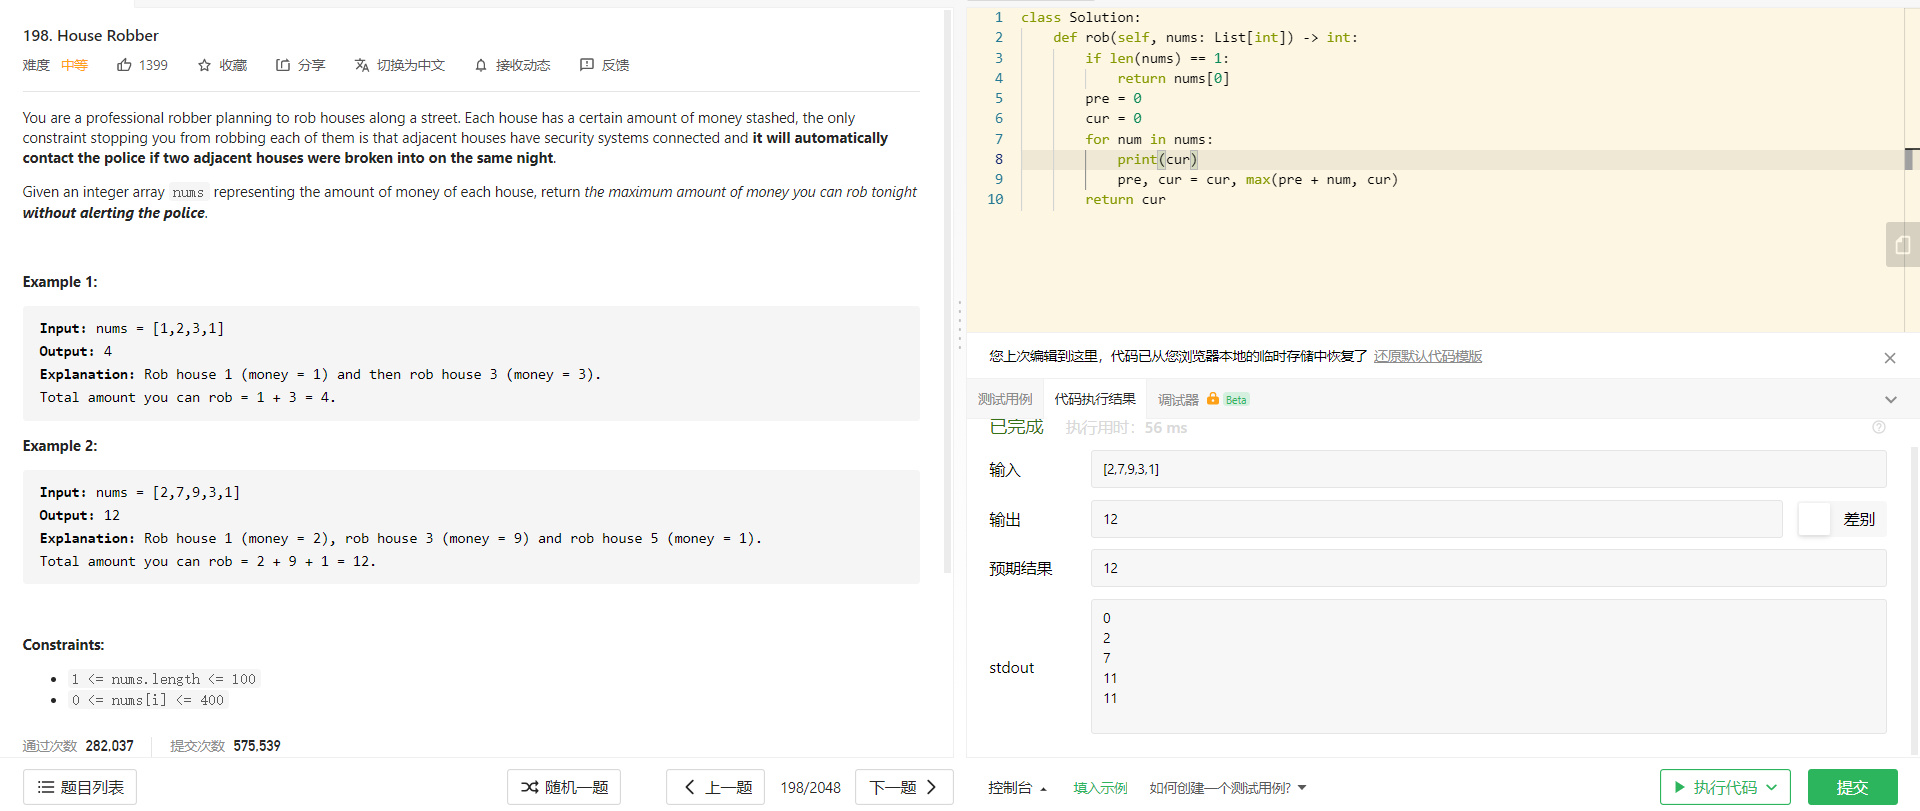 198. House Robber
难度 中等 1399 收藏 分享 切换为中文 接收动态 反馈
You are a professional robber planning to rob houses along a street. Each house has a certain amount of money stashed, the only
constraint stopping you from robbing each of them is that adjacent houses have security systems connected and it will automatically
contact the police if two adjacent houses were broken into on the same night.
Given an integer array nums representing the amount of money of each house, return the maximum amount of money you can rob tonight
without alerting the police.
Example 1:
Input: nums = [1,2,3,1]
Output: 4
Explanation: Rob house 1 (money = 1) and then rob house 3 (money = 3).
Total amount you can rob = 1 + 3 = 4.
Example 2:
Input: nums = [2,7,9,3,1]
Output: 12
Explanation: Rob house 1 (money = 2), rob house 3 (money = 9) and rob house 5 (money = 1).
Total amount you can rob = 2 + 9 + 1 = 12.
Constraints:
1 <= nums.length <= 100
0 <= nums[i] <= 400
通过次数 282,037 提交次数 575,539
题目列表 随机一题 上一题 198/2048 下一题
1 class Solution:
2 def rob(self, nums: List[int]) -> int:
3 if len(nums) == 1:
4 return nums[0]
5 pre = 0
6 cur = 0
7 for num in nums:
8 print(cur)
9 pre, cur = cur, max(pre + num, cur)
10 return cur
您上次编辑到这里，代码已从您浏览器本地的临时存储中恢复了 还原默认代码模版
测试用例 代码执行结果 调试器 Beta
已完成 执行用时：56 ms
输入 [2,7,9,3,1]
输出 12 差别
预期结果 12
stdout
0
2
7
11
11
控制台 填入示例 如何创建一个测试用例? 执行代码 提交